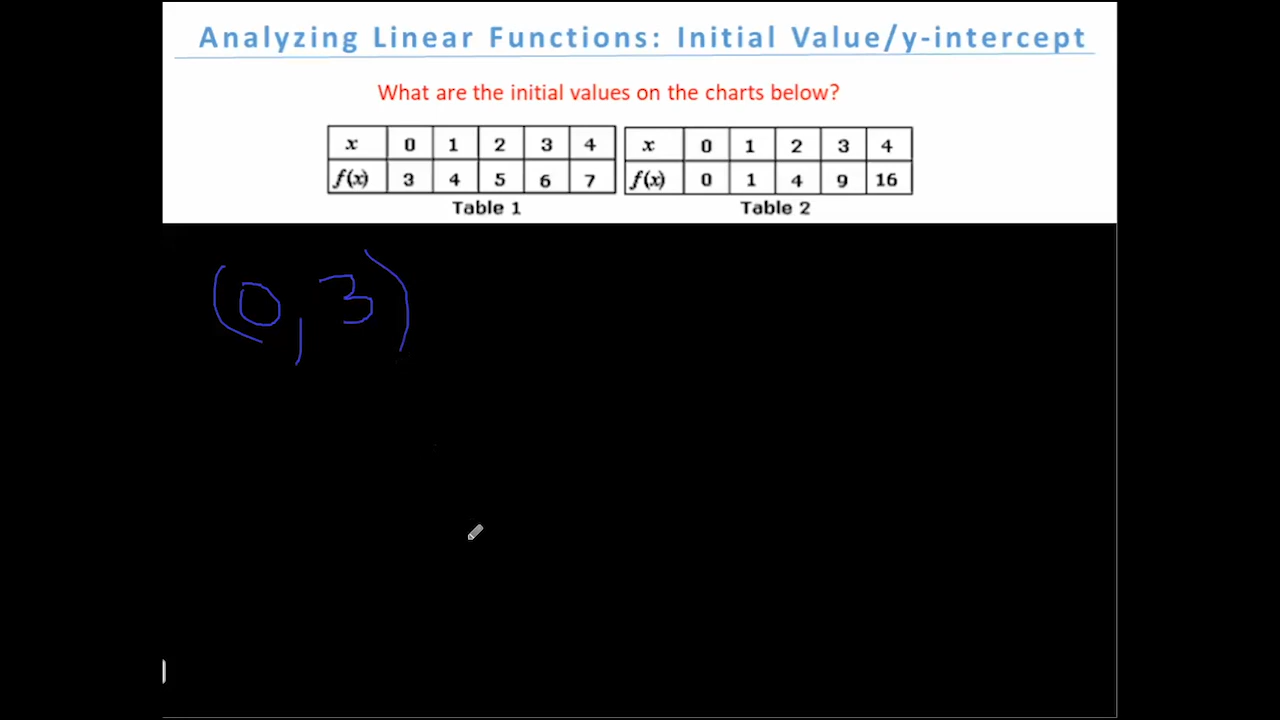 Analyzing Linear Functions: Initial Value/y-intercept
What are the initial values on the charts below?
x 0 1 2 3 4
f(x) 3 4 5 6 7
Table 1
x 0 1 2 3 4
f(x) 0 1 4 9 16
Table 2
(0,3)